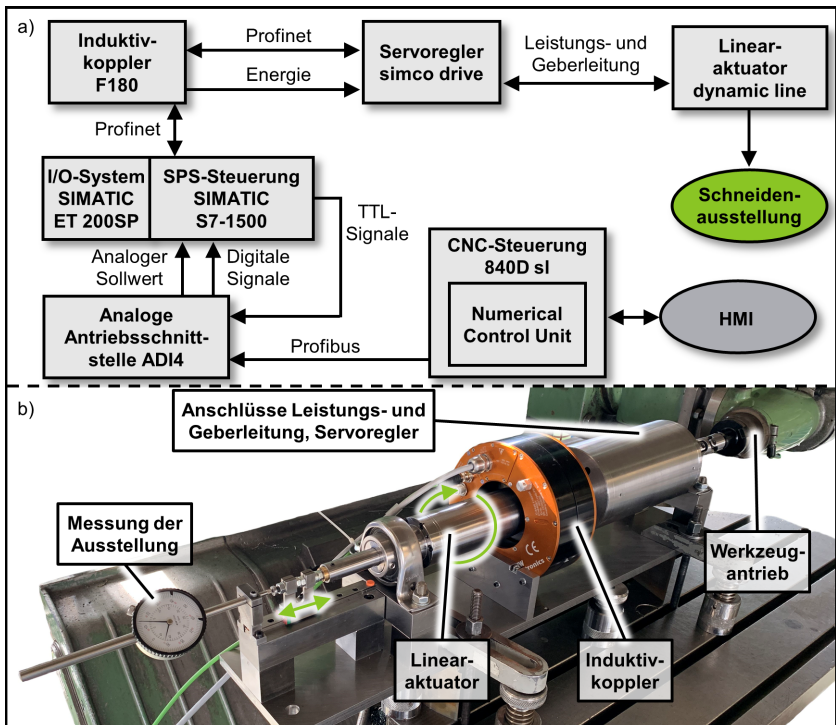 a)
Induktiv-
koppler
F180
Profinet
Energie
Servoregler
simco drive
Leistungs- und
Geberleitung
Linear-
aktuator
dynamic line
Profinet
I/O-System
SIMATIC
ET 200SP
SPS-Steuerung
SIMATIC
S7-1500
TTL-
Signale
Schneiden-
ausstellung
Analoger
Sollwert
Digitale
Signale
CNC-Steuerung
840D sl
Numerical
Control Unit
HMI
Analoge
Antriebsschnitt-
stelle ADI4
Profibus
b)
Anschlüsse Leistungs- und
Geberleitung, Servoregler
Messung der
Ausstellung
CE
ronics
Werkzeug-
antrieb
Linear-
aktuator
Induktiv-
koppler